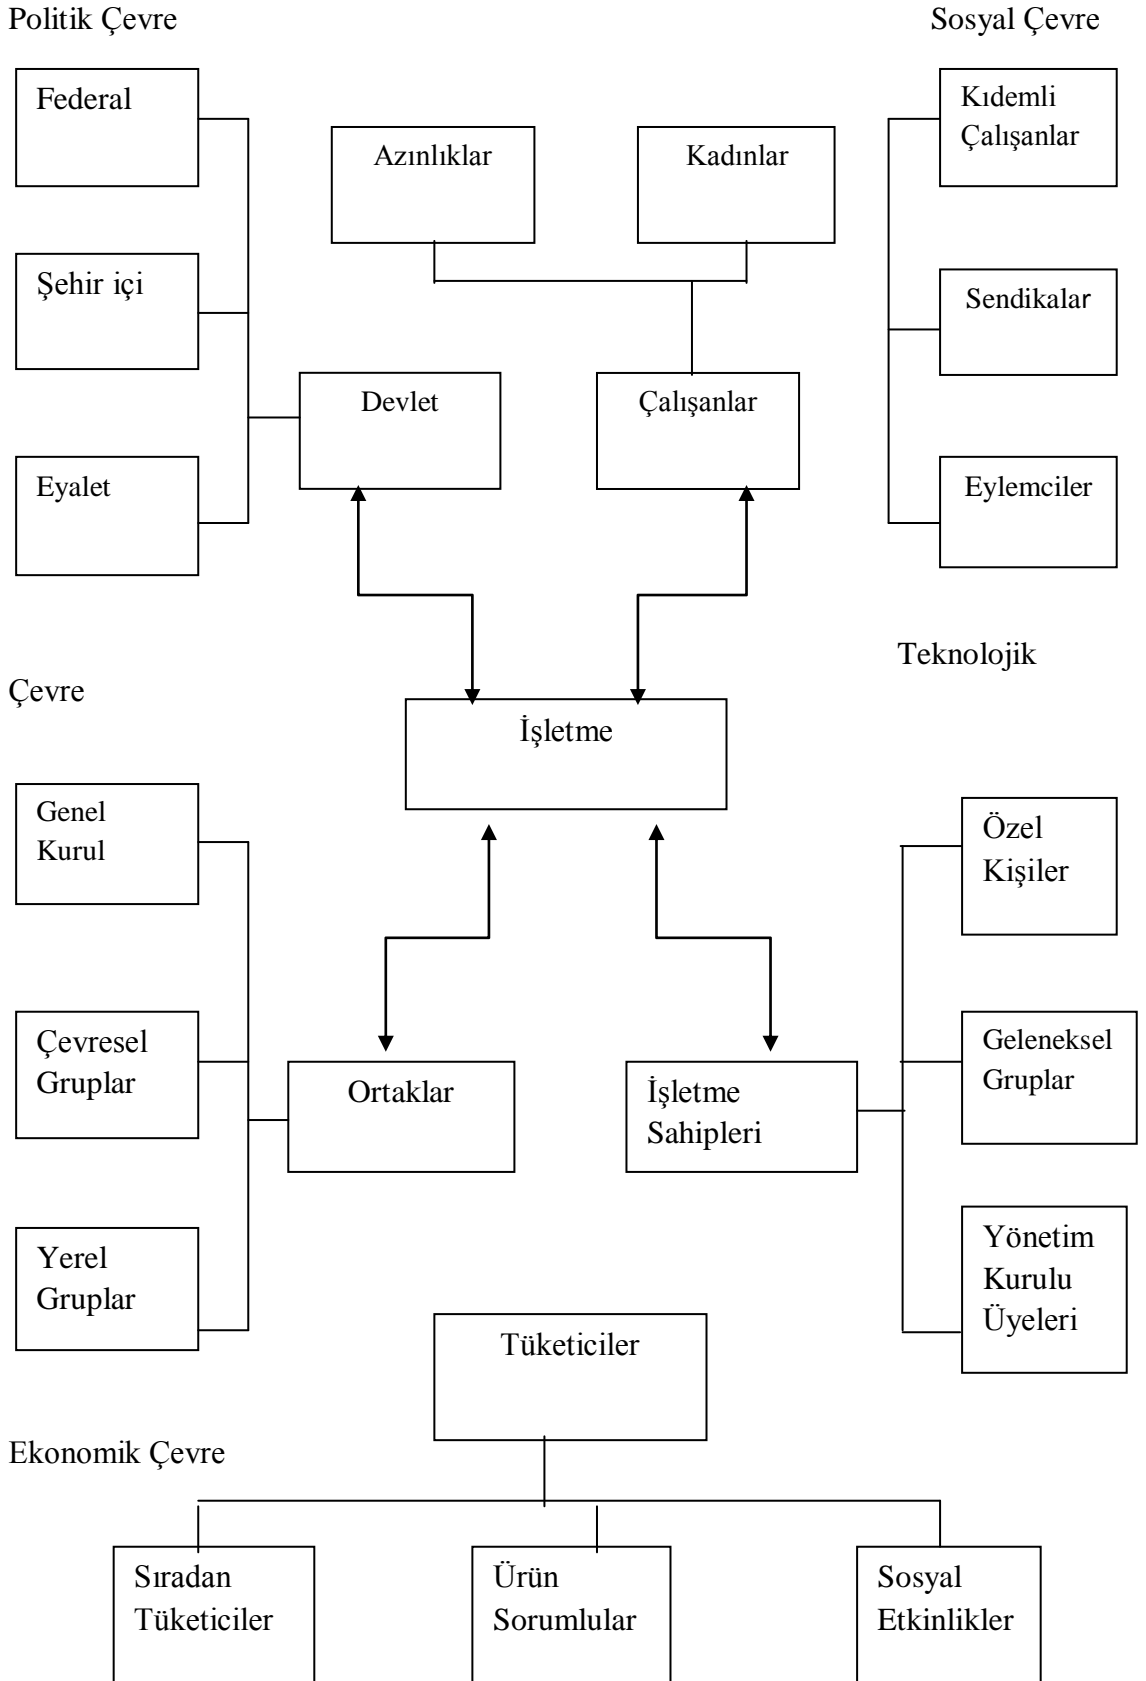 Politik Çevre
Sosyal Çevre
Federal
Kıdemli
Çalışanlar
Azınlıklar
Kadınlar
Şehir içi
Sendikalar
Devlet
Çalışanlar
Eyalet
Eylemciler
Teknolojik
Çevre
İşletme
Genel
Kurul
Özel
Kişiler
Çevresel
Gruplar
Geleneksel
Gruplar
Ortaklar
İşletme
Sahipleri
Yerel
Gruplar
Yönetim
Kurulu
Üyeleri
Tüketiciler
Ekonomik Çevre
Sıradan
Tüketiciler
Ürün
Sorumlular
Sosyal
Etkinlikler